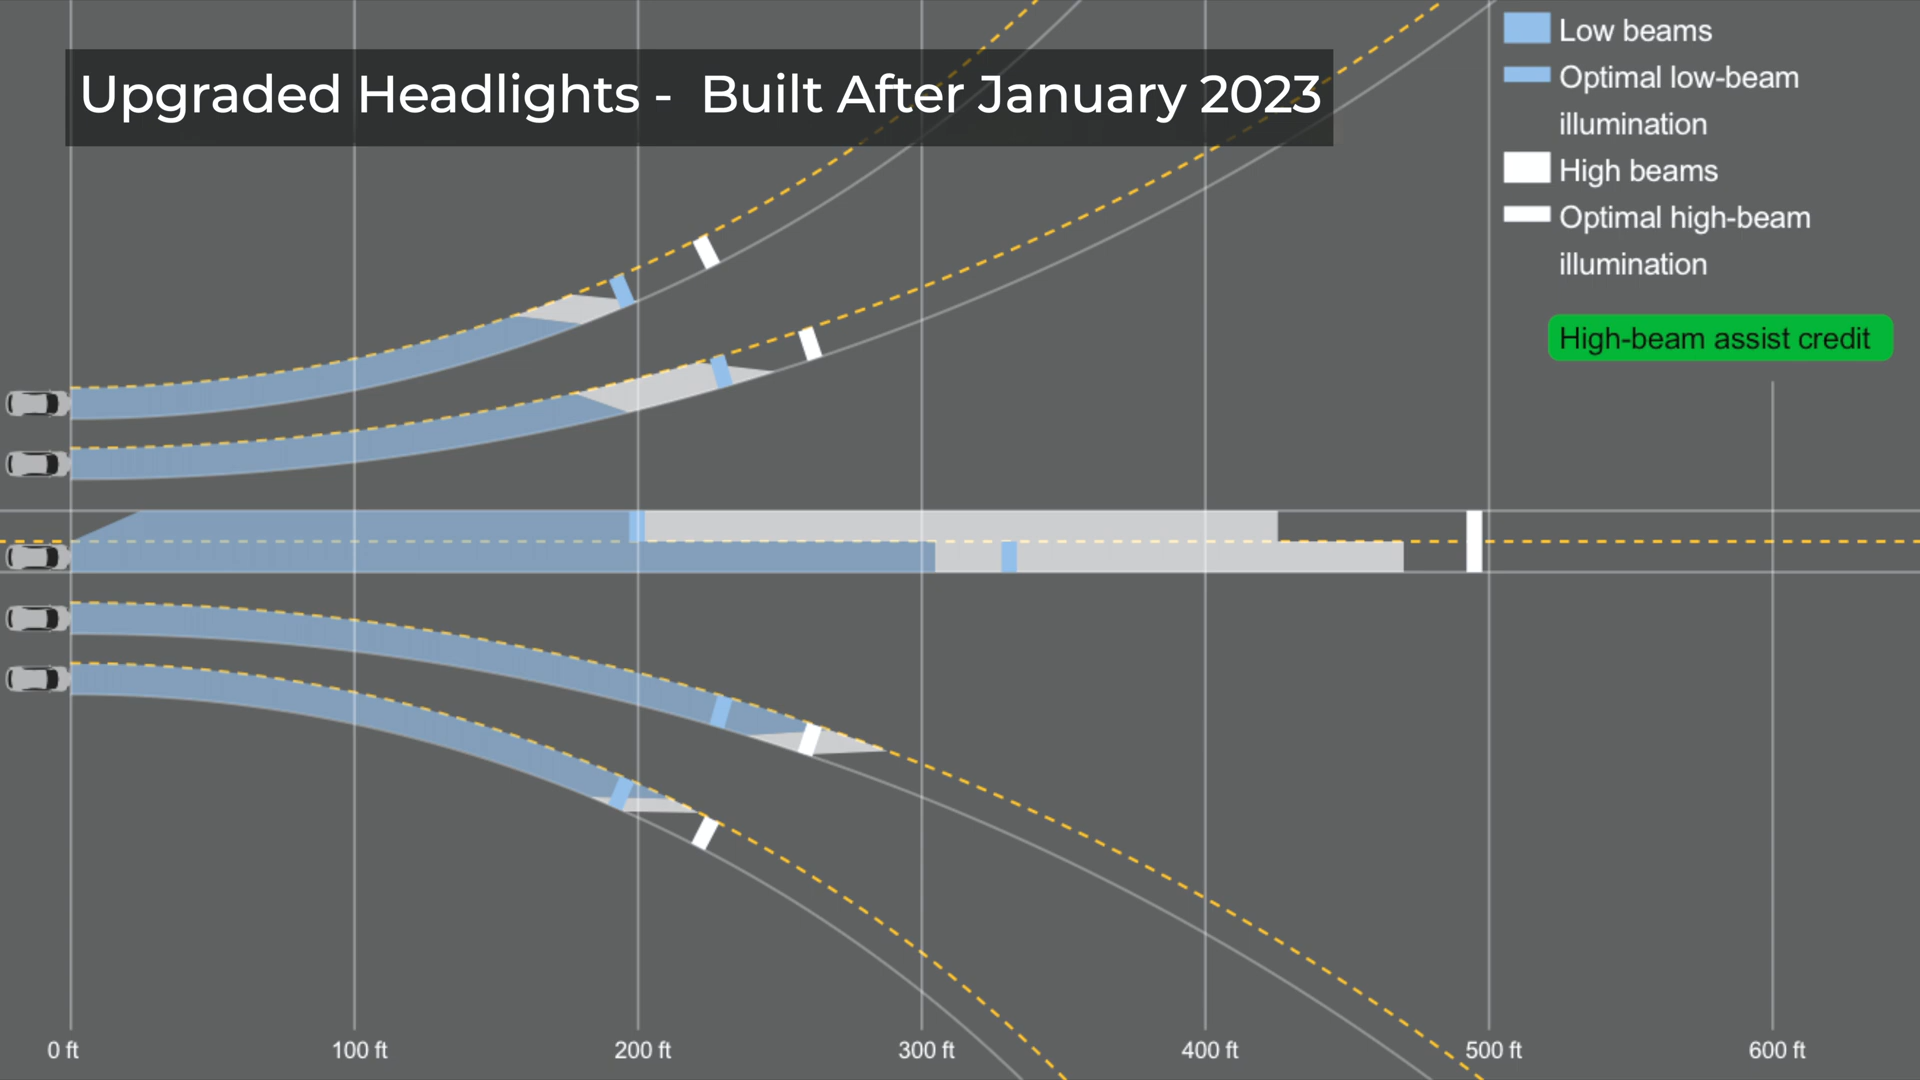 Upgraded Headlights -  Built After January 2023
Low beams
Optimal low-beam
illumination
High beams
Optimal high-beam
illumination
High-beam assist credit
0 ft
100 ft
200 ft
300 ft
400 ft
500 ft
600 ft